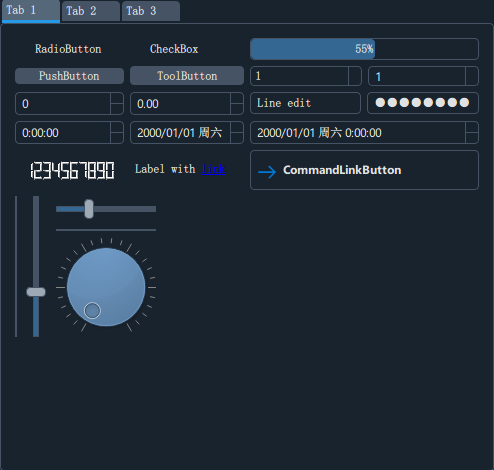 Tab 1 Tab 2 Tab 3
RadioButton CheckBox 55%
PushButton ToolButton 1 1
0 0.00 Line edit ●●●●●●●●
0:00:00 2000/01/01 周六 2000/01/01 周六 0:00:00
1234567890 Label with link CommandLinkButton